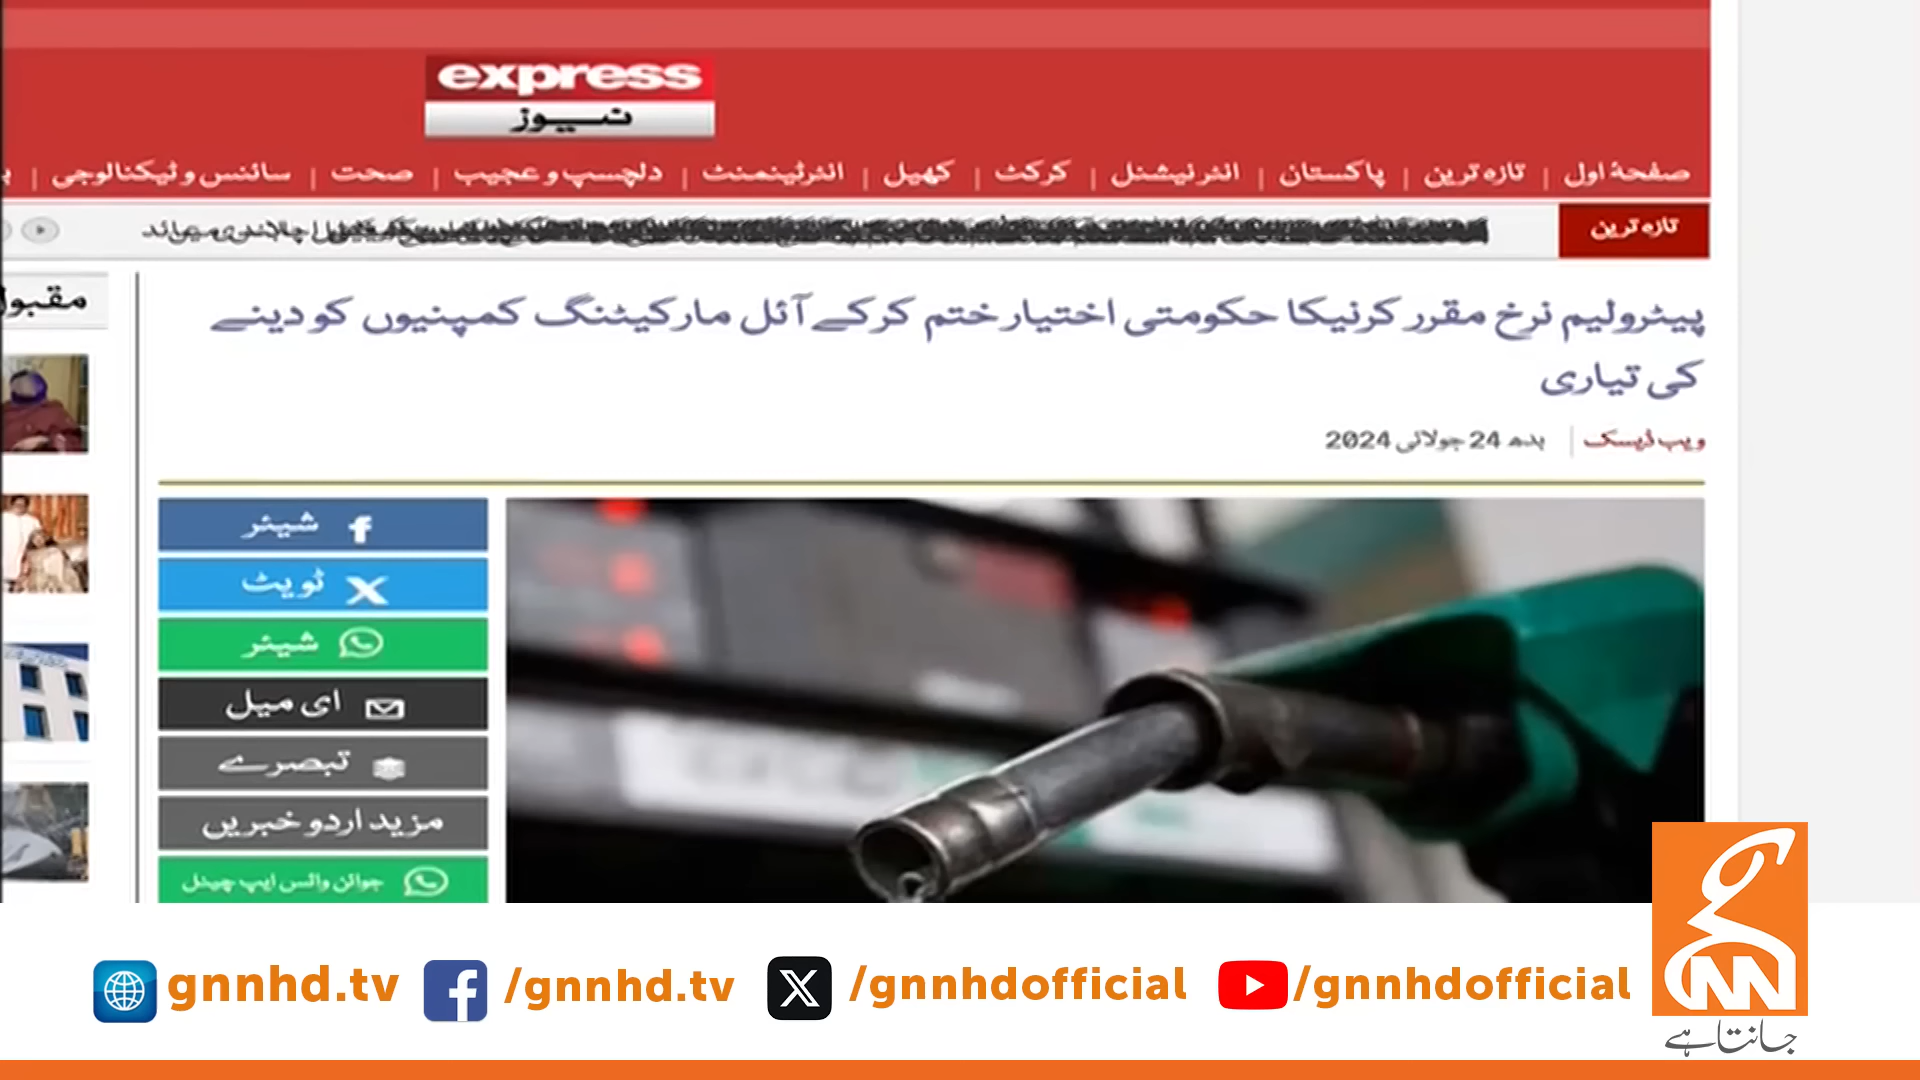 express
نیوز
صفحۂ اول | تازہ ترین | پاکستان | انٹرنیشنل | کرکٹ | کھیل | انٹرٹینمنٹ | دلچسپ و عجیب | صحت | سائنس و ٹیکنالوجی
تازہ ترین
پیٹرولیم نرخ مقرر کرنیکا حکومتی اختیار ختم کرکے آئل مارکیٹنگ کمپنیوں کو دینے
کی تیاری
ویب ڈیسک | بدھ 24 جولائی 2024
شیئر
ٹویٹ
شیئر
ای میل
تبصرے
مزید اردو خبریں
جوائن واٹس ایپ چینل
gnnhd.tv /gnnhd.tv /gnnhdofficial /gnnhdofficial
GNN
جانتا ہے